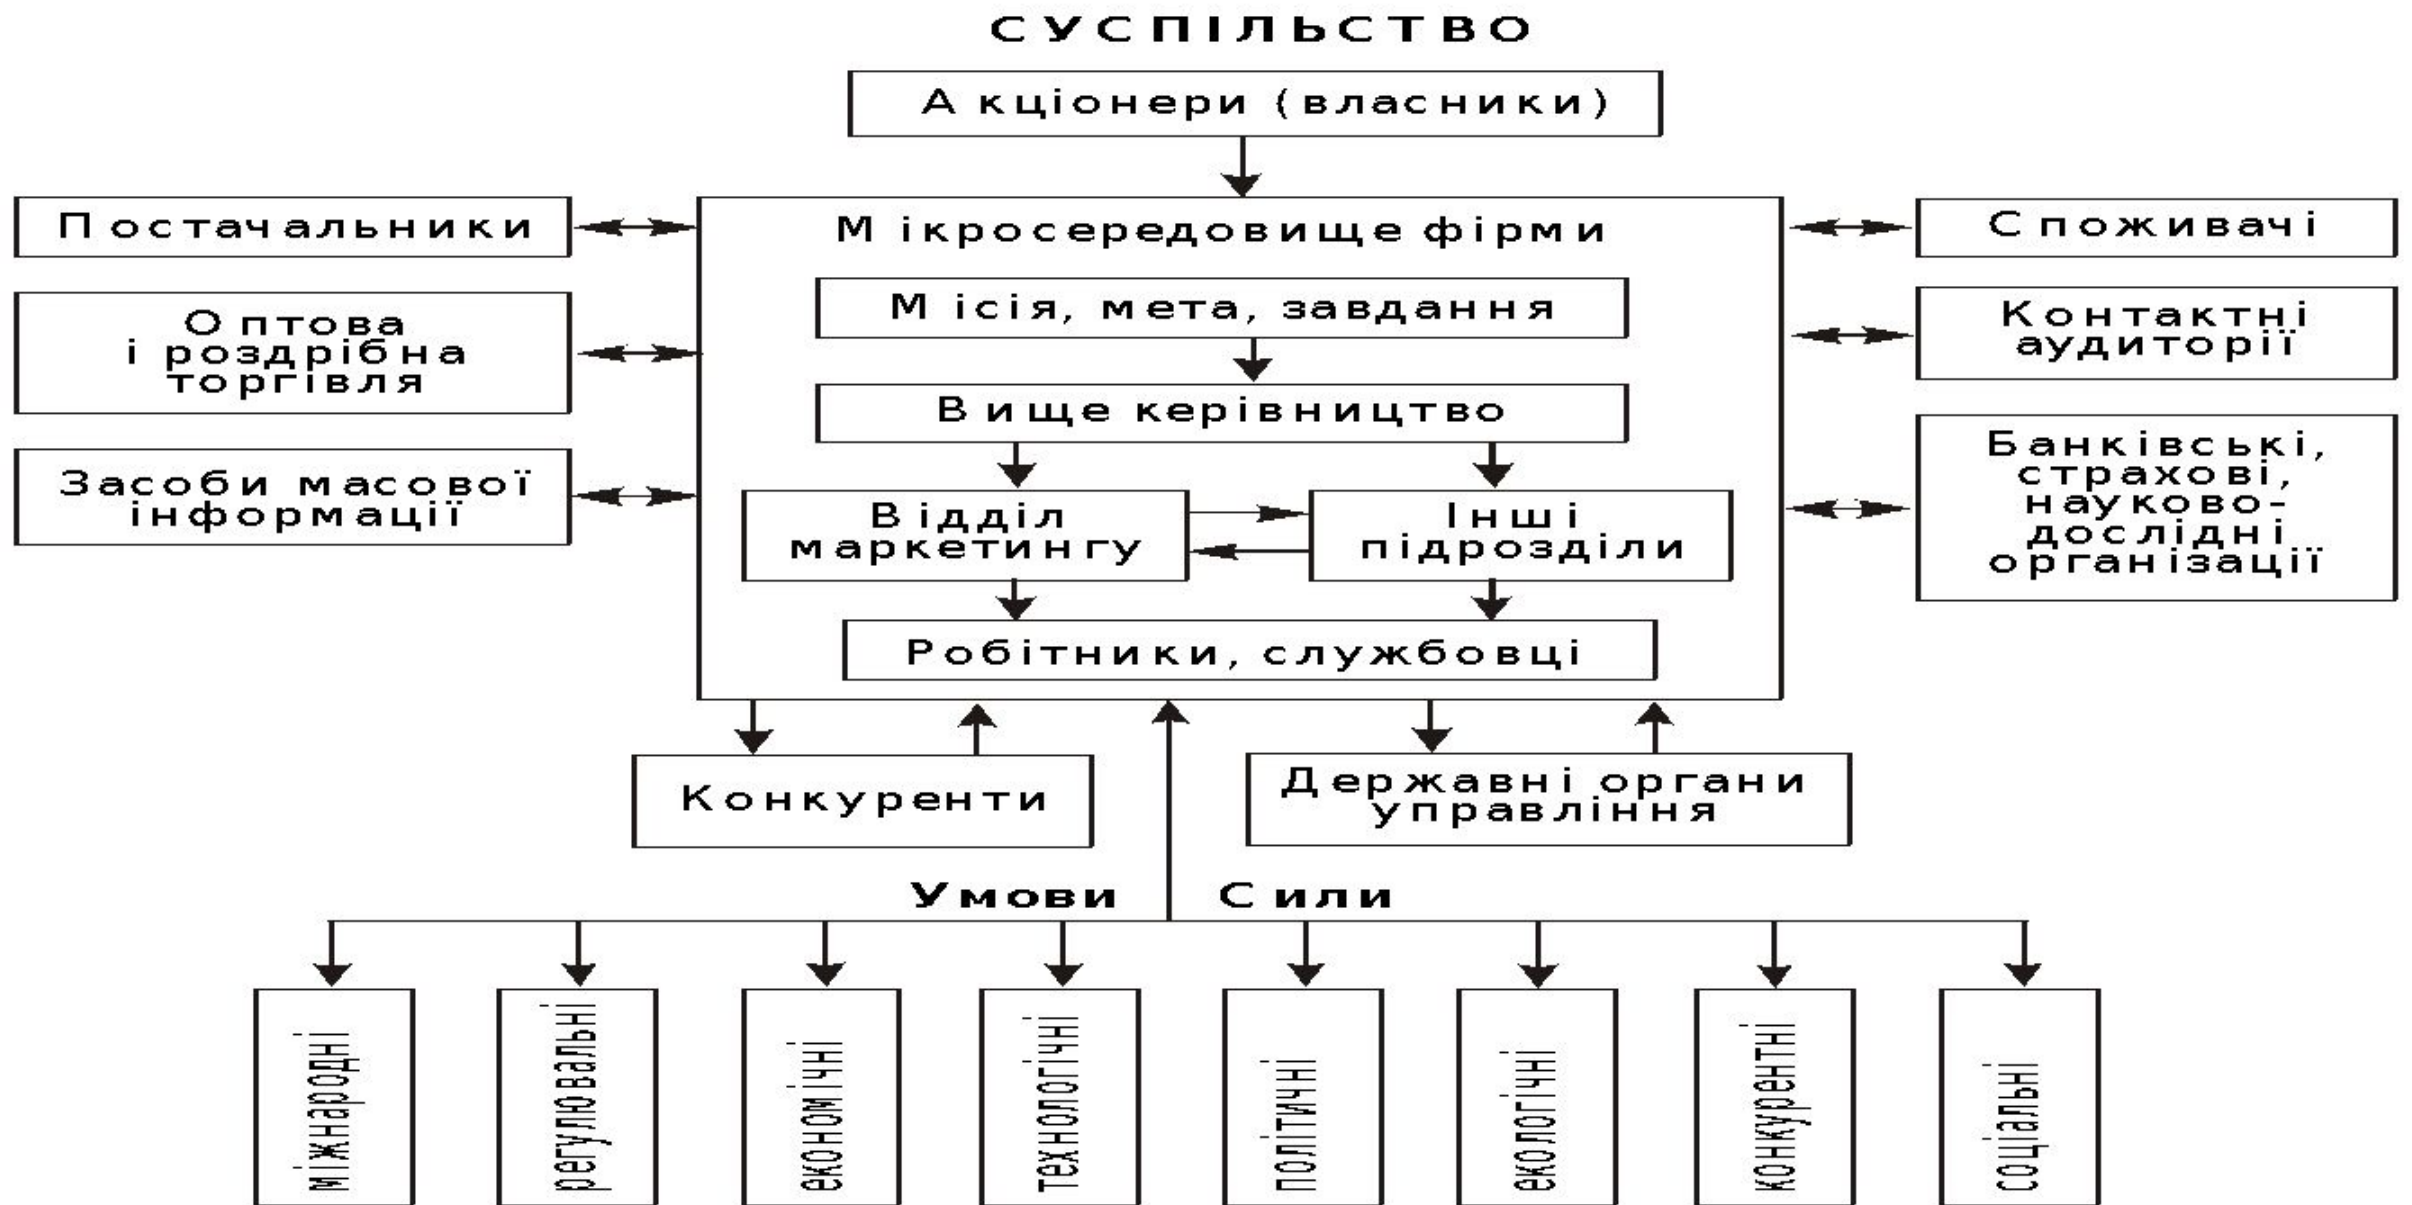 СУСПІЛЬСТВО
Акціонери (власники)
Постачальники
Мікросередовище фірми
Споживачі
Місія, мета, завдання
Оптова
і роздрібна
торгівля
Контактні
аудиторії
Вище керівництво
Засоби масової
інформації
Банківські,
страхові,
науково-
дослідні
організації
Відділ
маркетингу
Інші
підрозділи
Робітники, службовці
Конкуренти
Державні органи
управління
Умови Сили
міжнародні
регулювальні
економічні
технологічні
політичні
екологічні
конкурентні
соціальні